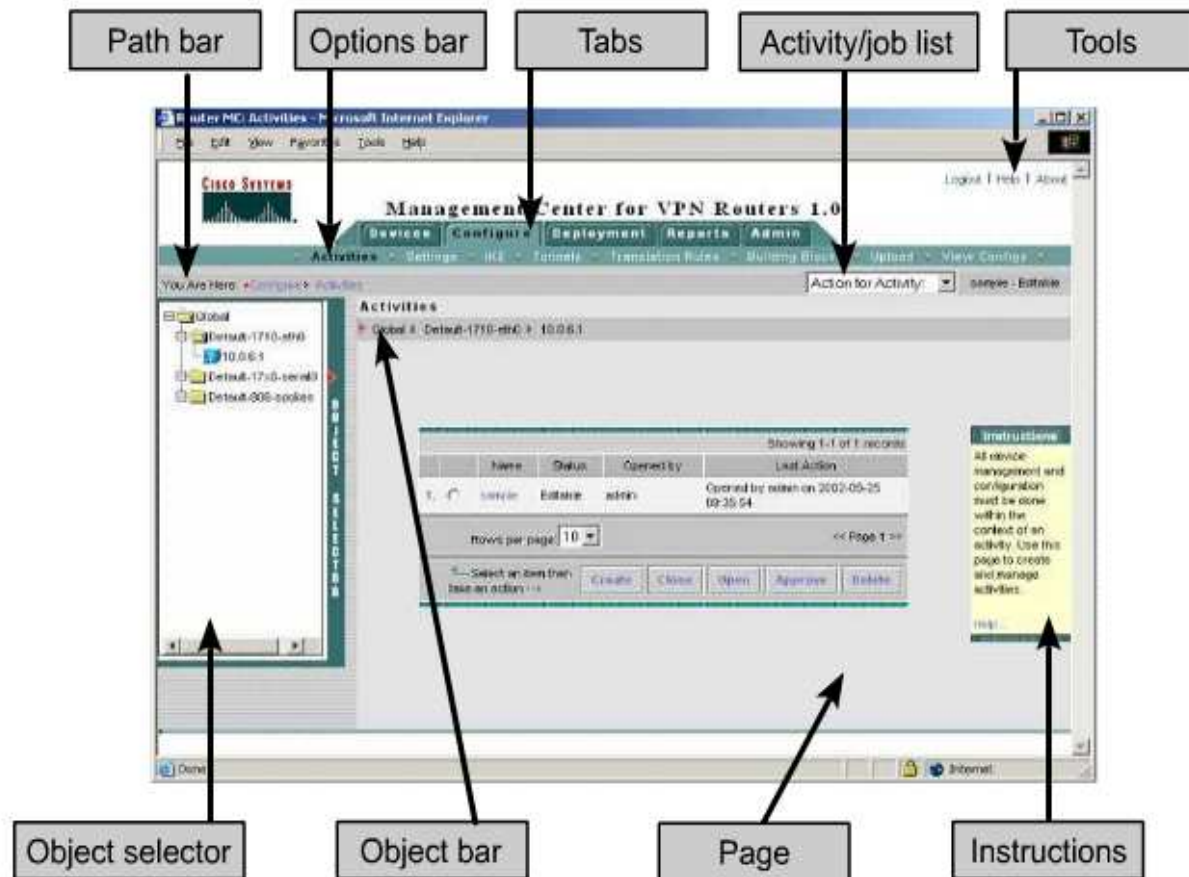 Path bar
Options bar
Tabs
Activity/job list
Tools
Router MC: Activities - Microsoft Internet Explorer
Edit View Favorites Tools Help
CISCO SYSTEMS
Logout | Help | About
Management Center for VPN Routers 1.0
Devices Configure Deployment Reports Admin
Activities Settings IKE Tunnels Translation Rules Building Blocks Upload View Configs
You Are Here: Configure Activities
Action for Activity:
sample - Editable
Global
Default-1710-eth0
10.0.6.1
Default-806-spokes
OBJECT SELECTOR
Activities
Global Default-1710-eth0 10.0.6.1
Showing 1-1 of 1 records
Name Status Opened by Last Action
1. sample Editable admin Opened by admin on 2002-09-25
09:35:54
Rows per page: 10
<< Page 1 >>
Select an item then
take an action -->
Create Close Open Approve Delete
Instructions
All device
management and
configuration
must be done
within the
context of an
activity. Use this
page to create
and manage
activities.
Help...
Done
Internet
Object selector
Object bar
Page
Instructions